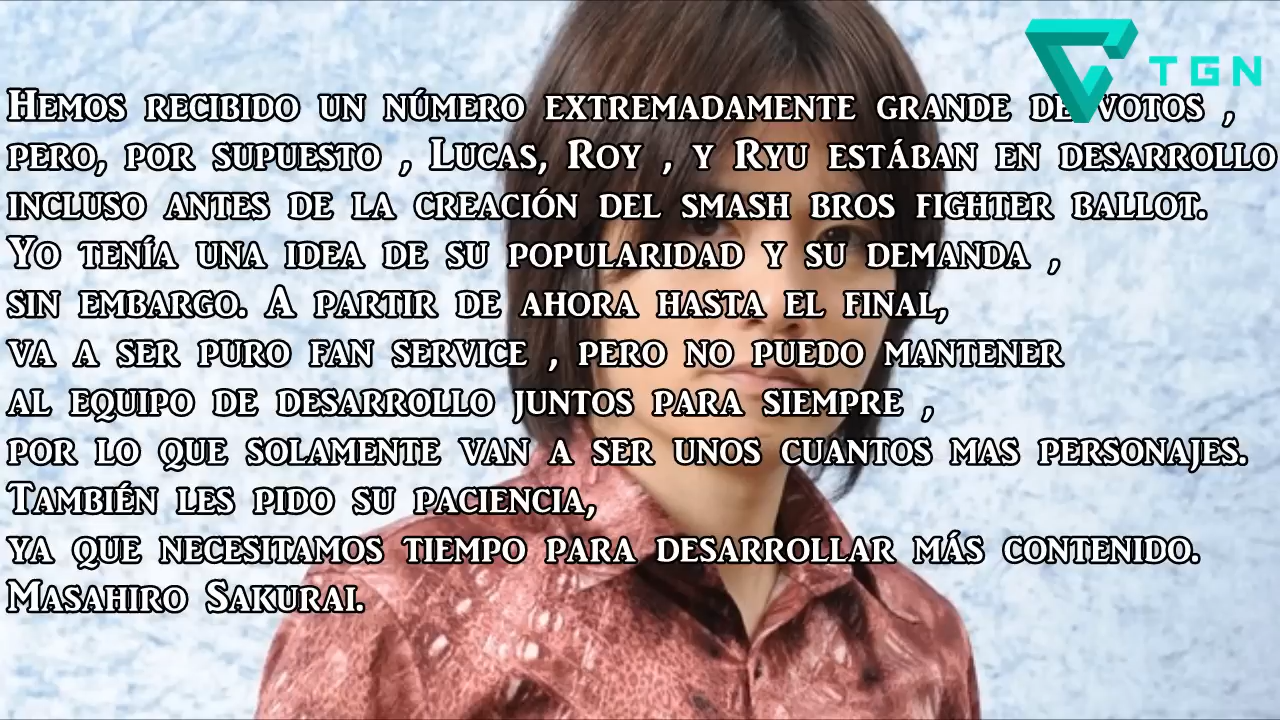 TGN
Hemos recibido un número extremadamente grande de votos ,
pero, por supuesto , Lucas, Roy , y Ryu estában en desarrollo
incluso antes de la creación del smash bros fighter ballot.
Yo tenía una idea de su popularidad y su demanda ,
sin embargo. A partir de ahora hasta el final,
va a ser puro fan service , pero no puedo mantener
al equipo de desarrollo juntos para siempre ,
por lo que solamente van a ser unos cuantos mas personajes.
También les pido su paciencia,
ya que necesitamos tiempo para desarrollar más contenido.
Masahiro Sakurai.